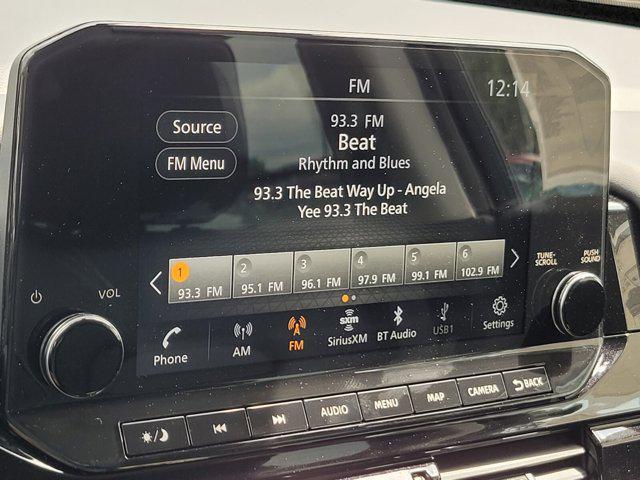 FM
12:14
93.3 FM
Source
Beat
FM Menu
Rhythm and Blues
93.3 The Beat Way Up - Angela
Yee 93.3 The Beat
1
93.3 FM
2
95.1 FM
3
96.1 FM
4
97.9 FM
5
99.1 FM
6
102.9 FM
TUNE·
SCROLL
PUSH
SOUND
VOL
Phone
AM
FM
sxm
SiriusXM
BT Audio
USB1
Settings
AUDIO
MENU
MAP
CAMERA
BACK